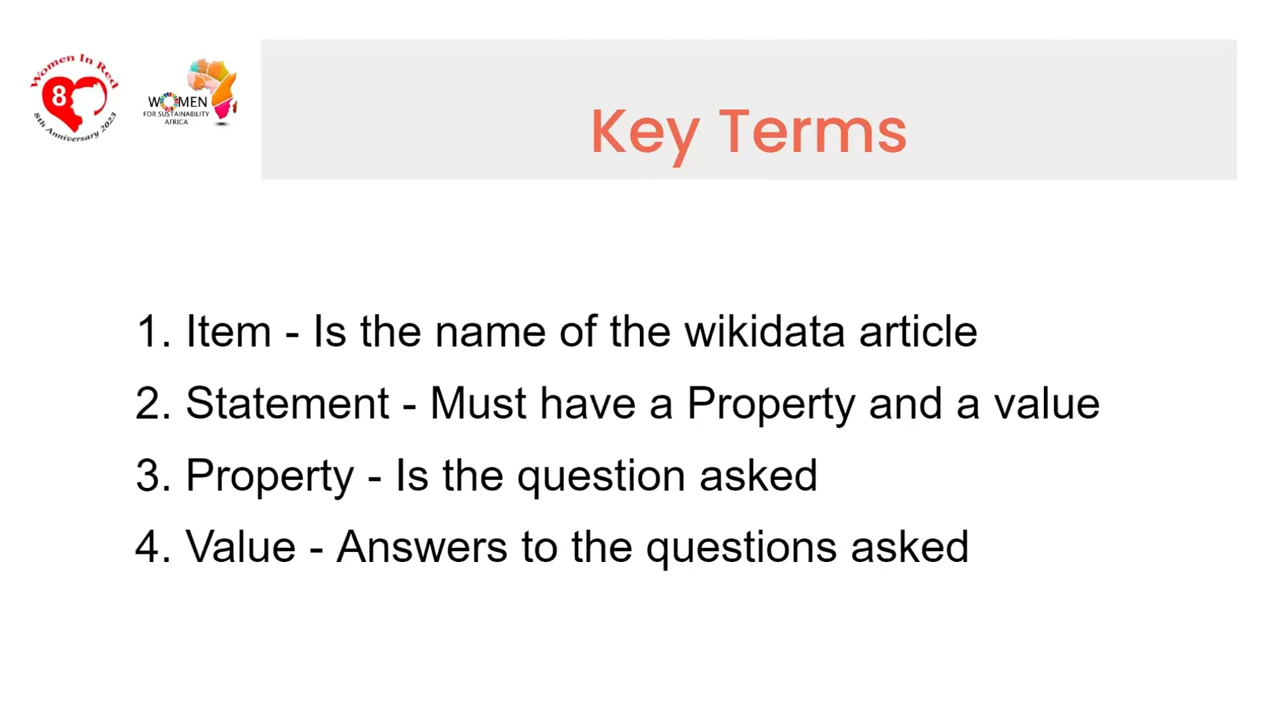 Women In Red
8
8th Anniversary 2023
WOMEN
FOR SUSTAINABILITY
AFRICA
Key Terms
1. Item - Is the name of the wikidata article
2. Statement - Must have a Property and a value
3. Property - Is the question asked
4. Value - Answers to the questions asked